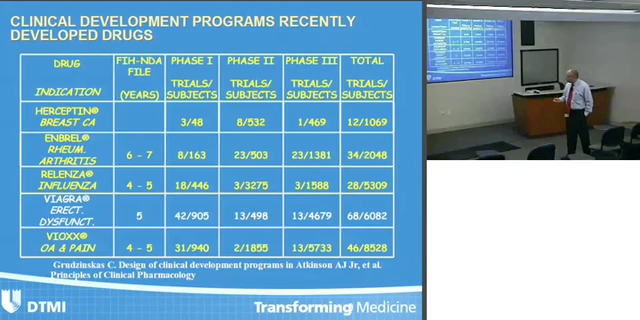 CLINICAL DEVELOPMENT PROGRAMS RECENTLY
DEVELOPED DRUGS
DRUG
INDICATION
FIH-NDA
FILE
(YEARS)
PHASE I
TRIALS/
SUBJECTS
PHASE II
TRIALS/
SUBJECTS
PHASE III
TRIALS/
SUBJECTS
TOTAL
TRIALS/
SUBJECTS
HERCEPTIN®
BREAST CA
3/48
8/532
1/469
12/1069
ENBREL®
RHEUM.
ARTHRITIS
6 - 7
8/163
23/503
23/1381
34/2048
RELENZA®
INFLUENZA
4 - 5
18/446
3/3275
3/1588
28/5309
VIAGRA®
ERECT.
DYSFUNCT.
5
42/905
13/498
13/4679
68/6082
VIOXX®
OA & PAIN
4 - 5
31/940
2/1855
13/5733
46/8528
Grudzinskas C. Design of clinical development programs in Atkinson AJ Jr, et al.
Principles of Clinical Pharmacology
DTMI
Transforming Medicine